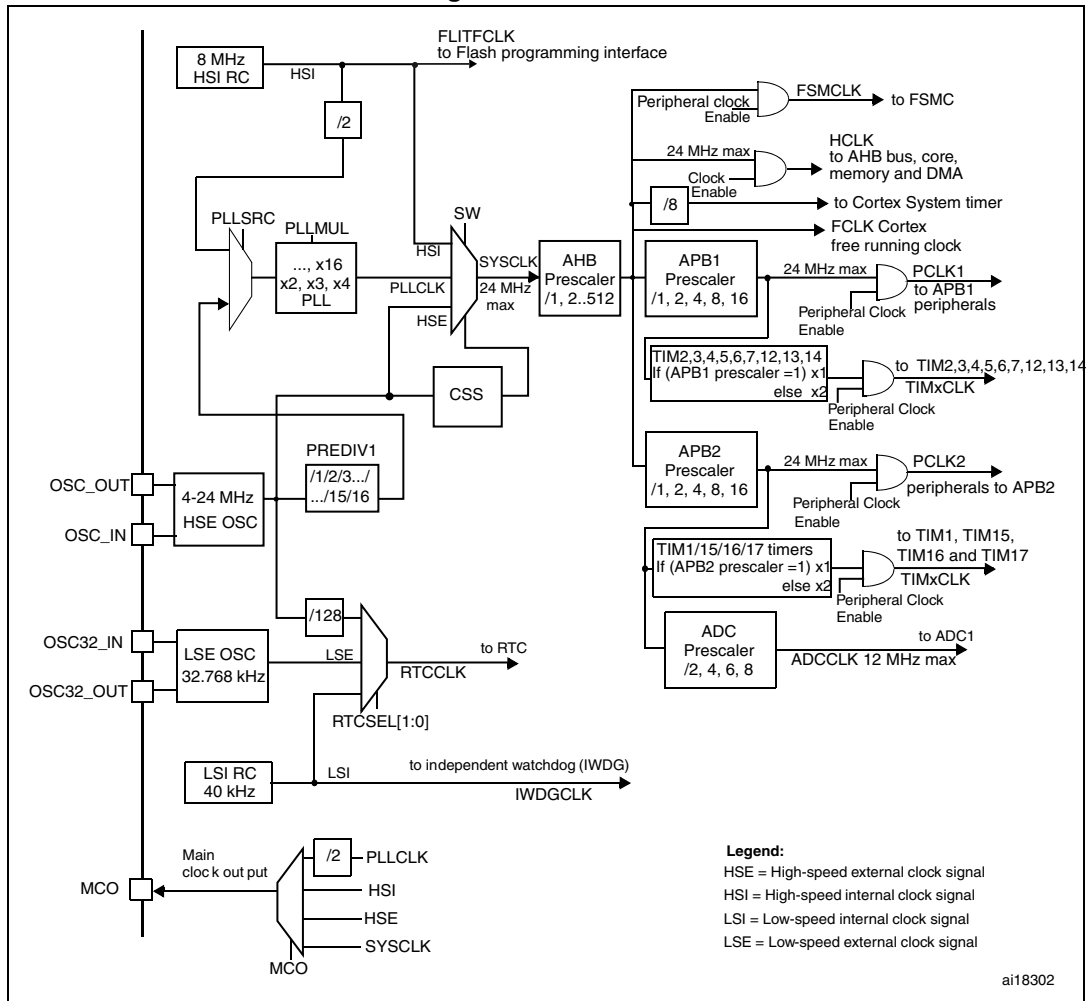 FLITFCLK
to Flash programming interface
8 MHz
HSI RC
HSI
/2
Peripheral clock
Enable
FSMCLK
to FSMC
24 MHz max
Clock
Enable
HCLK
to AHB bus, core,
memory and DMA
/8
to Cortex System timer
FCLK Cortex
free running clock
PLLSRC
PLLMUL
..., x16
x2, x3, x4
PLL
SW
HSI
PLLCLK
HSE
SYSCLK
24 MHz
max
AHB
Prescaler
/1, 2..512
APB1
Prescaler
/1, 2, 4, 8, 16
24 MHz max
Peripheral Clock
Enable
PCLK1
to APB1
peripherals
TIM2,3,4,5,6,7,12,13,14
If (APB1 prescaler =1) x1
else x2
Peripheral Clock
Enable
to TIM2,3,4,5,6,7,12,13,14
TIMxCLK
CSS
PREDIV1
/1/2/3...
.../15/16
OSC_OUT
OSC_IN
4-24 MHz
HSE OSC
APB2
Prescaler
/1, 2, 4, 8, 16
24 MHz max
Peripheral Clock
Enable
PCLK2
peripherals to APB2
TIM1/15/16/17 timers
If (APB2 prescaler =1) x1
else x2
Peripheral Clock
Enable
to TIM1, TIM15,
TIM16 and TIM17
TIMxCLK
ADC
Prescaler
/2, 4, 6, 8
to ADC1
ADCCLK 12 MHz max
/128
OSC32_IN
OSC32_OUT
LSE OSC
32.768 kHz
LSE
to RTC
RTCCLK
RTCSEL[1:0]
LSI RC
40 kHz
LSI
to independent watchdog (IWDG)
IWDGCLK
MCO
Main
clock output
/2
PLLCLK
HSI
HSE
SYSCLK
MCO
Legend:
HSE = High-speed external clock signal
HSI = High-speed internal clock signal
LSI = Low-speed internal clock signal
LSE = Low-speed external clock signal
ai18302